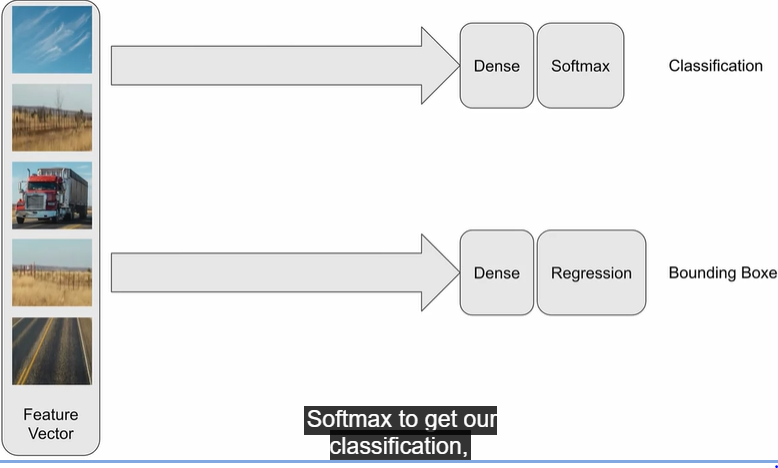 Dense
Softmax
Classification
Dense
Regression
Bounding Boxe
Feature
Vector
Softmax to get our
classification,